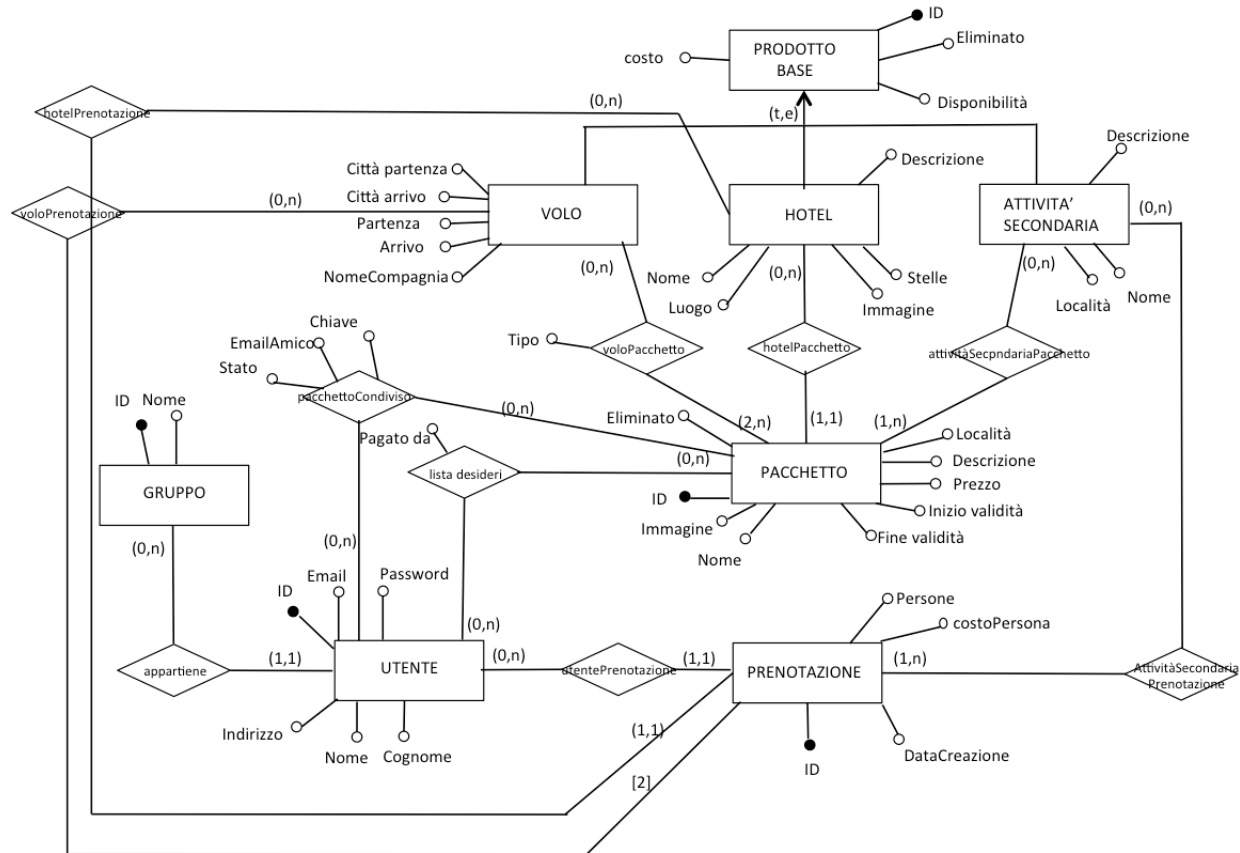 ID
PRODOTTO
BASE
Eliminato
costo
Disponibilità
hotelPrenotazione
(0,n)
(t,e)
Descrizione
Descrizione
Città partenza
Città arrivo
Partenza
Arrivo
NomeCompagnia
voloPrenotazione
(0,n)
VOLO
HOTEL
ATTIVITA’
SECONDARIA
(0,n)
(0,n)
Nome
Luogo
(0,n)
Stelle
Immagine
(0,n)
Località
Nome
Chiave
EmailAmico
Stato
pacchettoCondiviso
Tipo
voloPacchetto
hotelPacchetto
attivitàSecpndariaPacchetto
ID
Nome
(0,n)
Eliminato
(2,n)
(1,1)
(1,n)
Pagato da
lista desideri
(0,n)
PACCHETTO
Località
Descrizione
Prezzo
Inizio validità
Fine validità
ID
Immagine
Nome
GRUPPO
(0,n)
(0,n)
ID
Email
Password
(0,n)
Persone
costoPersona
appartiene
(1,1)
UTENTE
(0,n)
utentePrenotazione
(1,1)
PRENOTAZIONE
(1,n)
AttivitàSecondaria
Prenotazione
Indirizzo
Nome
Cognome
(1,1)
[2]
ID
DataCreazione